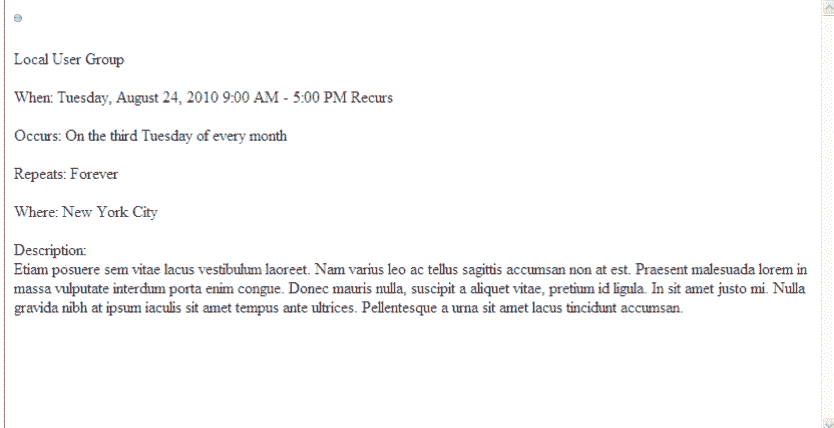 Local User Group
When: Tuesday, August 24, 2010 9:00 AM - 5:00 PM Recurs
Occurs: On the third Tuesday of every month
Repeats: Forever
Where: New York City
Description:
Etiam posuere sem vitae lacus vestibulum laoreet. Nam varius leo ac tellus sagittis accumsan non at est. Praesent malesuada lorem in
massa vulputate interdum porta enim congue. Donec mauris nulla, suscipit a aliquet vitae, pretium id ligula. In sit amet justo mi. Nulla
gravida nibh at ipsum iaculis sit amet tempus ante ultrices. Pellentesque a urna sit amet lacus tincidunt accumsan.